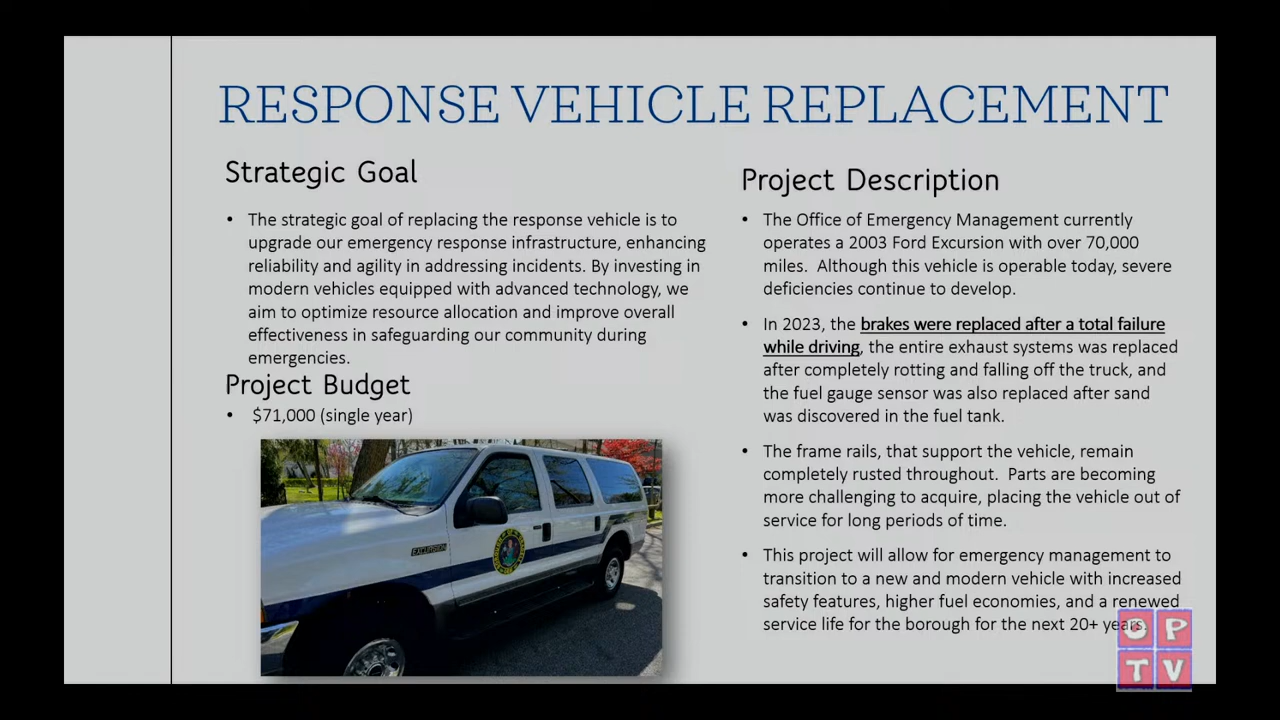 RESPONSE VEHICLE REPLACEMENT
Strategic Goal
• The strategic goal of replacing the response vehicle is to
upgrade our emergency response infrastructure, enhancing
reliability and agility in addressing incidents. By investing in
modern vehicles equipped with advanced technology, we
aim to optimize resource allocation and improve overall
effectiveness in safeguarding our community during
emergencies.
Project Budget
• $71,000 (single year)
EXCURSION
Project Description
• The Office of Emergency Management currently
operates a 2003 Ford Excursion with over 70,000
miles. Although this vehicle is operable today, severe
deficiencies continue to develop.
• In 2023, the brakes were replaced after a total failure
while driving, the entire exhaust systems was replaced
after completely rotting and falling off the truck, and
the fuel gauge sensor was also replaced after sand
was discovered in the fuel tank.
• The frame rails, that support the vehicle, remain
completely rusted throughout. Parts are becoming
more challenging to acquire, placing the vehicle out of
service for long periods of time.
• This project will allow for emergency management to
transition to a new and modern vehicle with increased
safety features, higher fuel economies, and a renewed
service life for the borough for the next 20+ years.
P
TV